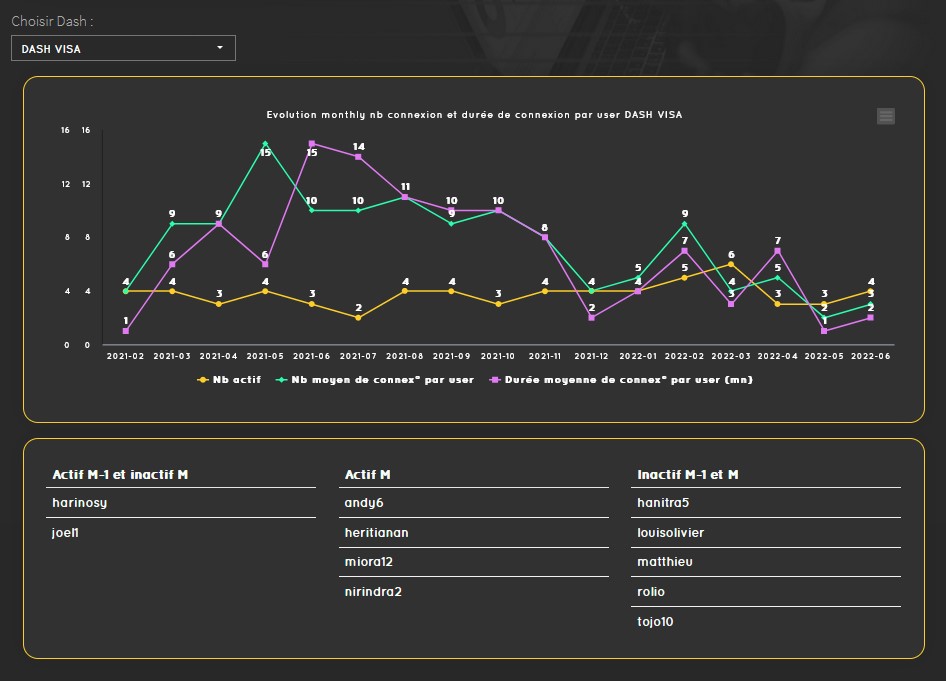 Choisir Dash :
DASH VISA
Evolution monthly nb connexion et durée de connexion par user DASH VISA
16 16
12 12
8 8
4 4
0 0
4 9 9 15 10 10 11 9 10 8 4 5 9 4 5 2 3
1 6 9 6 15 14 11 10 10 8 2 4 7 3 7 1 2
4 4 3 4 3 2 4 4 3 4 4 4 5 6 3 3 4
2021-02 2021-03 2021-04 2021-05 2021-06 2021-07 2021-08 2021-09 2021-10 2021-11 2021-12 2022-01 2022-02 2022-03 2022-04 2022-05 2022-06
Nb actif Nb moyen de connex° par user Durée moyenne de connex° par user (mn)
Actif M-1 et inactif M
harinosy
joel1
Actif M
andy6
heritianan
miora12
nirindra2
Inactif M-1 et M
hanitra5
louisolivier
matthieu
rolio
tojo10